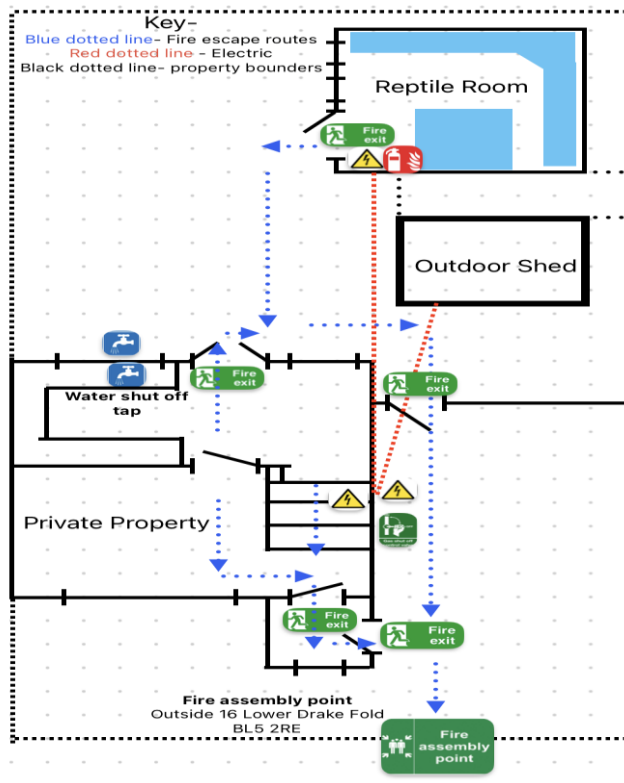 Key-
Blue dotted line- Fire escape routes
Red dotted line - Electric
Black dotted line- property bounders
Reptile Room
Fire
exit
Outdoor Shed
Fire
exit
Fire
exit
Water shut off
tap
Private Property
Fire
exit
Fire
exit
Fire assembly point
Outside 16 Lower Drake Fold
BL5 2RE
Fire
assembly
point